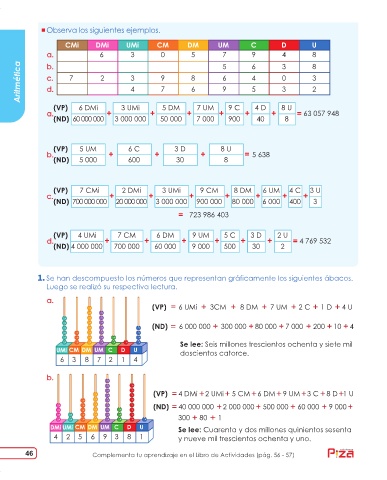 Observa los siguientes ejemplos.
CMi DMi UMi CM DM UM C D U
a. 6 3 0 5 7 9 4 8
b. 5 6 3 8
c. 7 2 3 9 8 6 4 0 3
d. 4 7 6 9 5 3 2
Aritmética
(VP) 6 DMi 3 UMi 5 DM 7 UM 9 C 4 D 8 U
a. + + + + + + = 63 057 948
(ND) 60 000 000 3 000 000 50 000 7 000 900 40 8
(VP) 5 UM 6 C 3 D 8 U
b. + + + = 5 638
(ND) 5 000 600 30 8
(VP) 7 CMi 2 DMi 3 UMi 9 CM 8 DM 6 UM 4 C 3 U
c. + + + + + + +
(ND) 700 000 000 20 000 000 3 000 000 900 000 80 000 6 000 400 3
= 723 986 403
(VP) 4 UMi 7 CM 6 DM 9 UM 5 C 3 D 2 U
d. + + + + + + = 4 769 532
(ND) 4 000 000 700 000 60 000 9 000 500 30 2
1. Se han descompuesto los números que representan gráficamente los siguientes ábacos.
Luego se realizó su respectiva lectura.
a.
(VP) = 6 UMi + 3CM + 8 DM + 7 UM + 2 C + 1 D + 4 U
(ND) = 6 000 000 + 300 000 + 80 000 + 7 000 + 200 + 10 + 4
Se lee: Seis millones trescientos ochenta y siete mil
doscientos catorce.
UMi CM DM UM C D U
6 3 8 7 2 1 4
b.
(VP) = 4 DMi + 2 UMi + 5 CM + 6 DM + 9 UM + 3 C + 8 D + 1 U
(ND) = 40 000 000 + 2 000 000 + 500 000 + 60 000 + 9 000 +
300 + 80 + 1
Se lee: Cuarenta y dos millones quinientos sesenta
y nueve mil trescientos ochenta y uno.
DMi UMi CM DM UM C D U
4 2 5 6 9 3 8 1
46 Complementa tu aprendizaje en el Libro de Actividades (pág. 56 - 57)